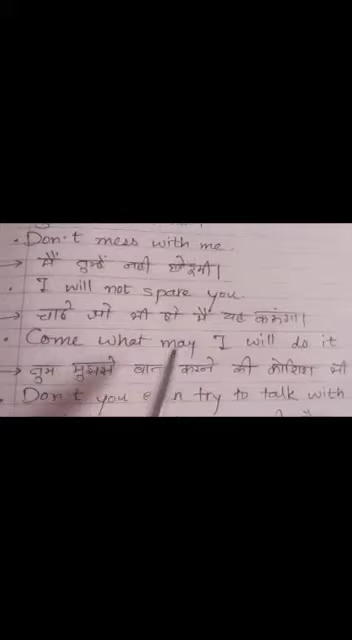 . Don't mess with me.
→ मैं तुम्हें नही छोड़ूगी।
. I will not spare you.
→ चाहे जो भी हो मैं यह करूंगा।
. Come what may I will do it
→ तुम मुझसे बात करने की कोशिश भी
. Don't you try to talk with